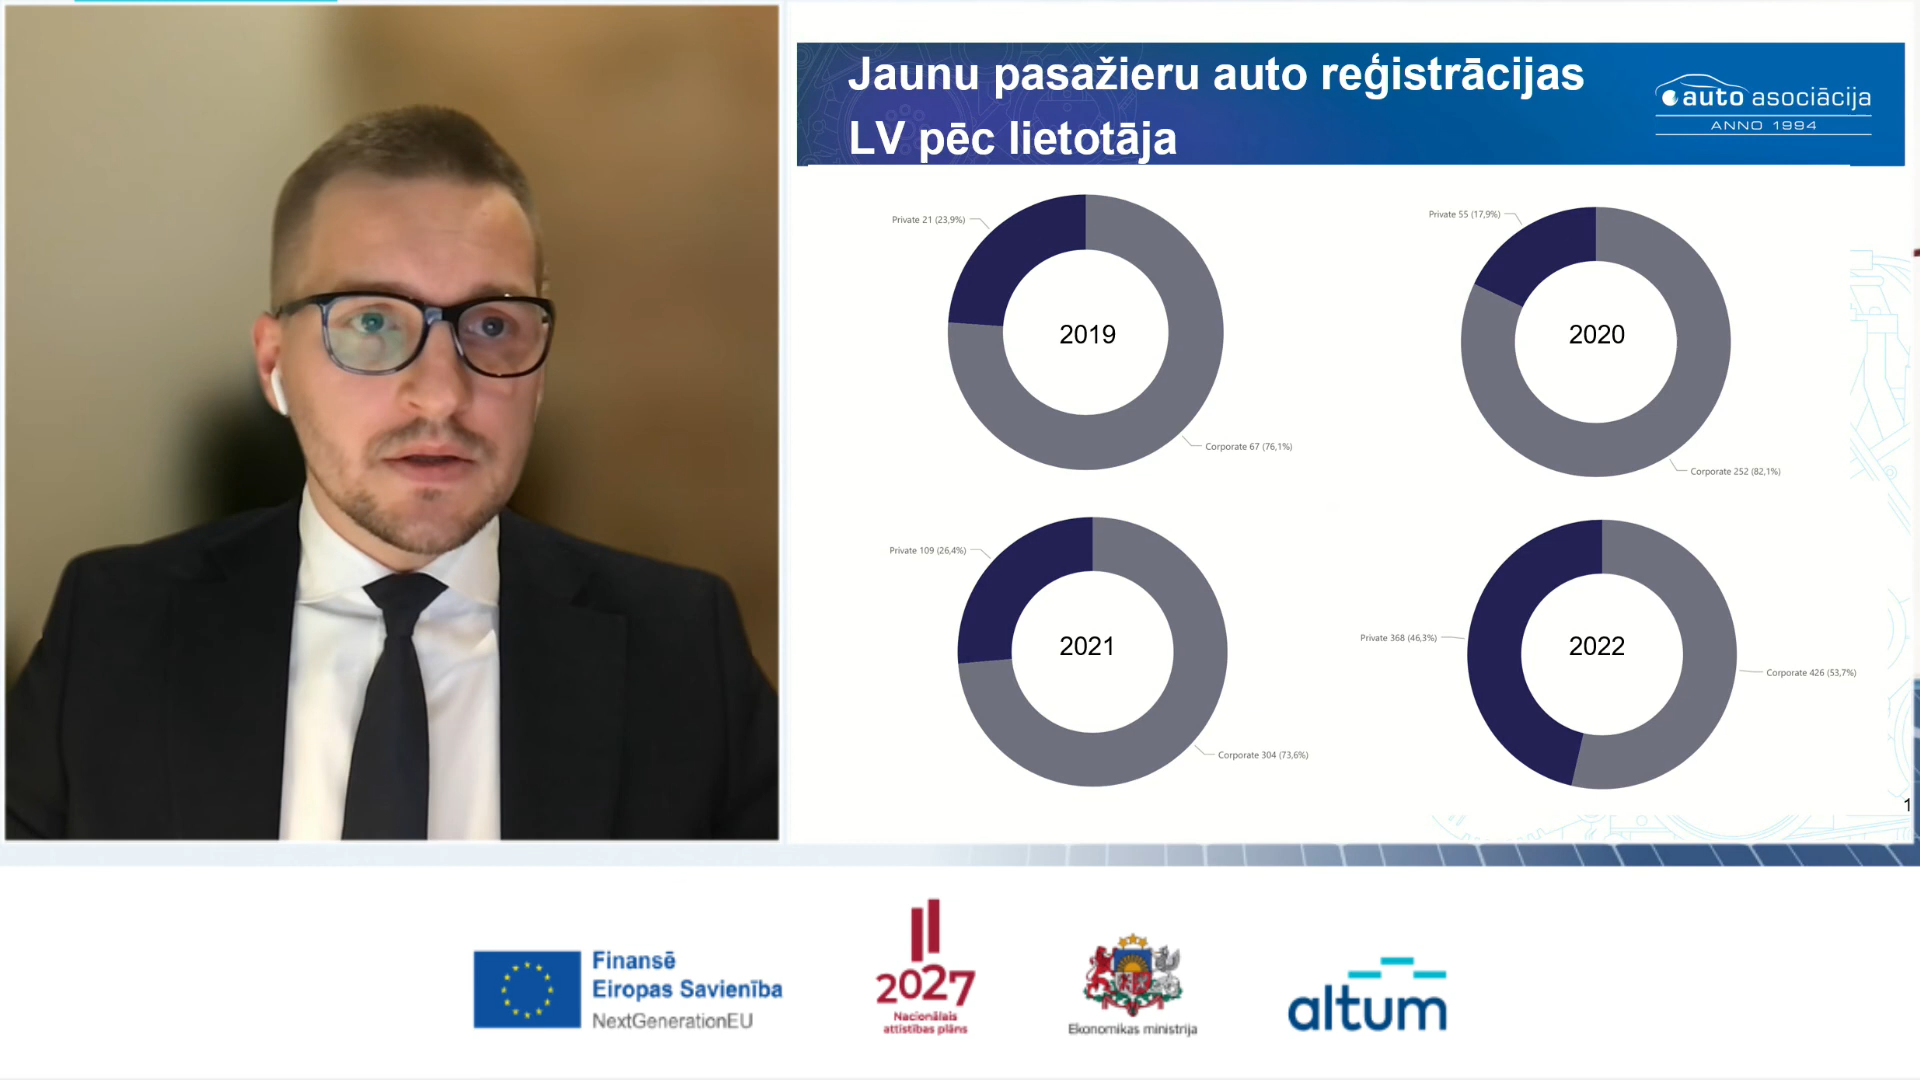 Jaunu pasažieru auto reģistrācijas
LV pēc lietotāja
auto asociācija
ANNO 1994
Private 21 (23,9%)
2019
Corporate 67 (76,1%)
Private 55 (17,9%)
2020
Corporate 252 (82,1%)
Private 109 (26,4%)
2021
Corporate 304 (73,6%)
Private 368 (46,3%)
2022
Corporate 426 (53,7%)
1
Finansē
Eiropas Savienība
NextGenerationEU
2027
Nacionālais
attīstības plāns
Ekonomikas ministrija
altum